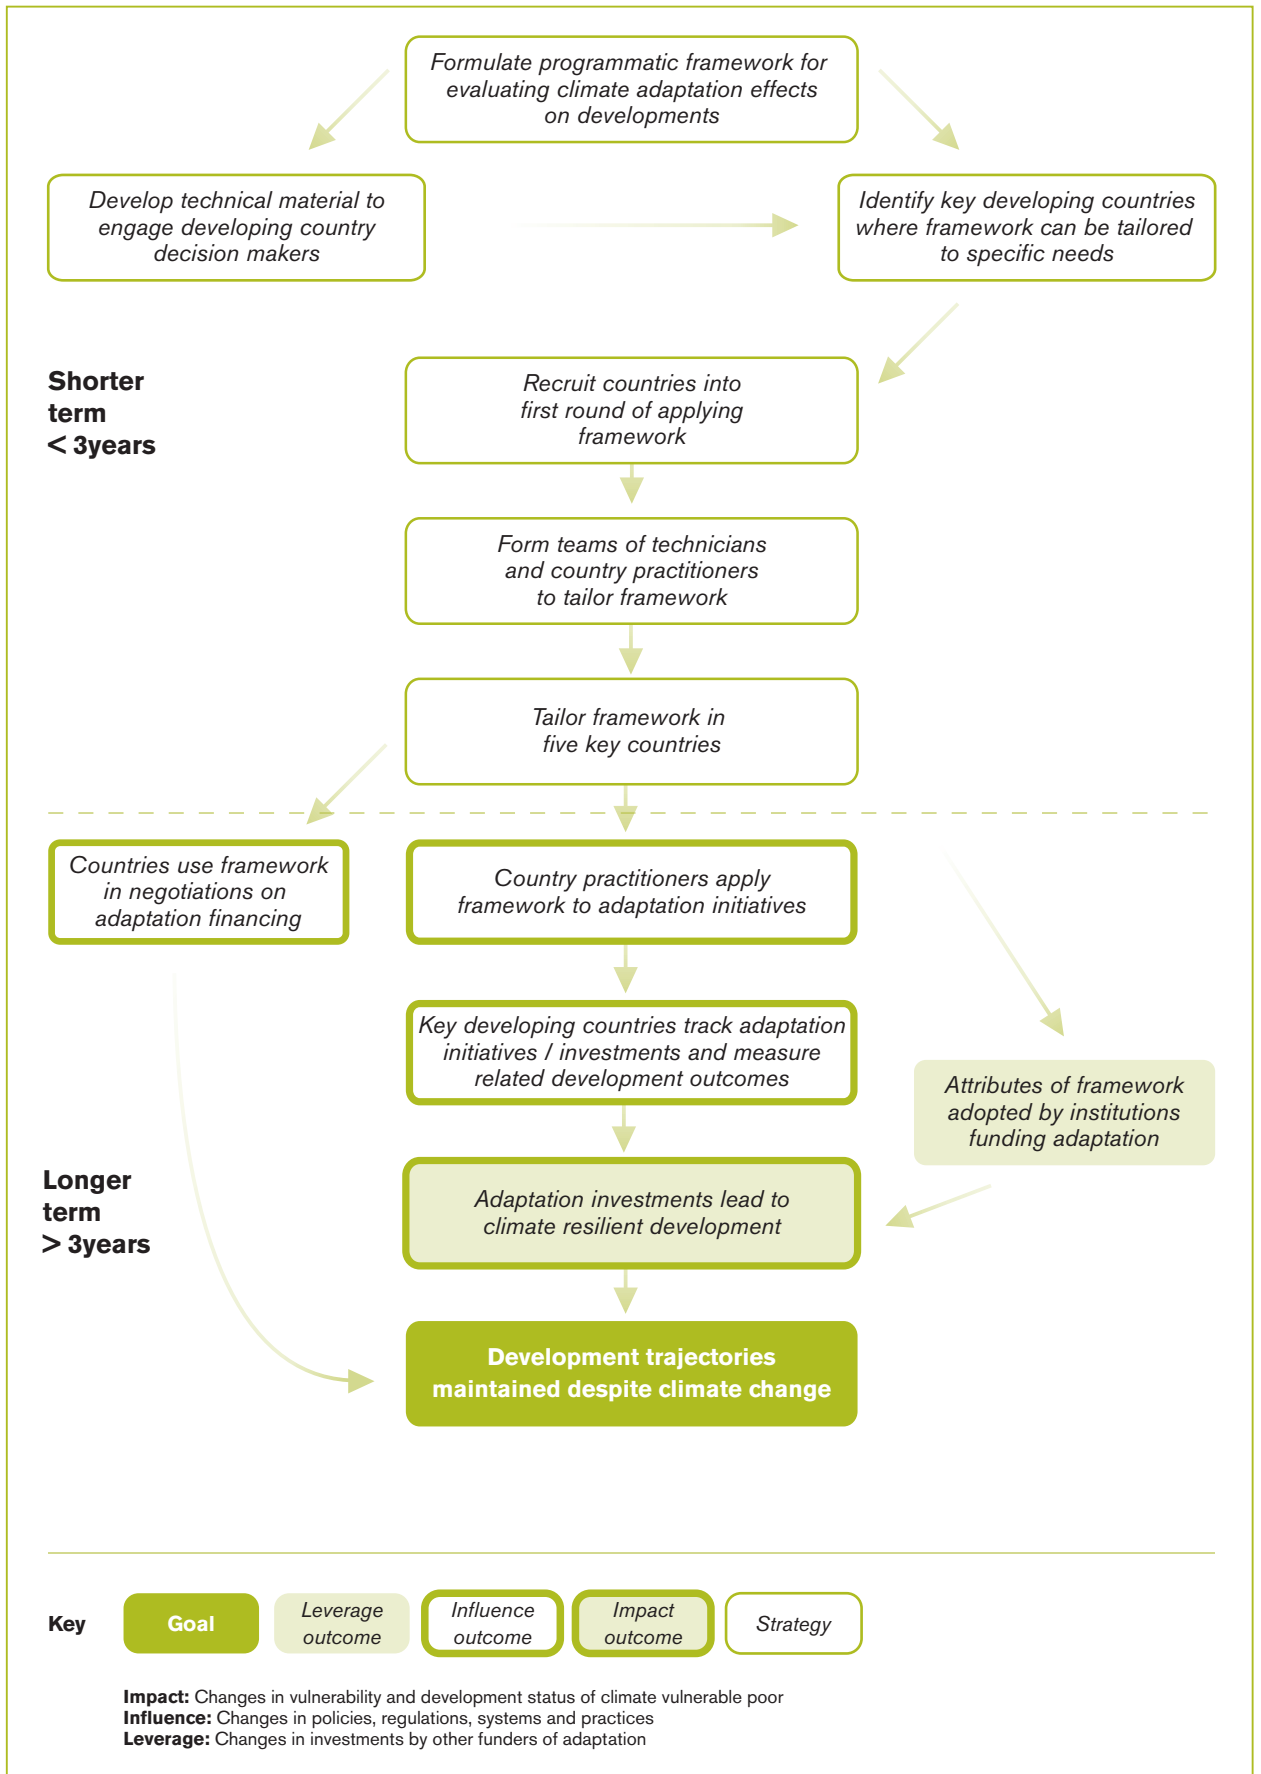 Formulate programmatic framework for
evaluating climate adaptation effects
on developments
Develop technical material to
engage developing country
decision makers
Identify key developing countries
where framework can be tailored
to specific needs
Shorter
term
< 3years
Recruit countries into
first round of applying
framework
Form teams of technicians
and country practitioners
to tailor framework
Tailor framework in
five key countries
Countries use framework
in negotiations on
adaptation financing
Country practitioners apply
framework to adaptation initiatives
Key developing countries track adaptation
initiatives / investments and measure
related development outcomes
Attributes of framework
adopted by institutions
funding adaptation
Longer
term
> 3years
Adaptation investments lead to
climate resilient development
Development trajectories
maintained despite climate change
Key
Goal
Leverage
outcome
Influence
outcome
Impact
outcome
Strategy
Impact: Changes in vulnerability and development status of climate vulnerable poor
Influence: Changes in policies, regulations, systems and practices
Leverage: Changes in investments by other funders of adaptation